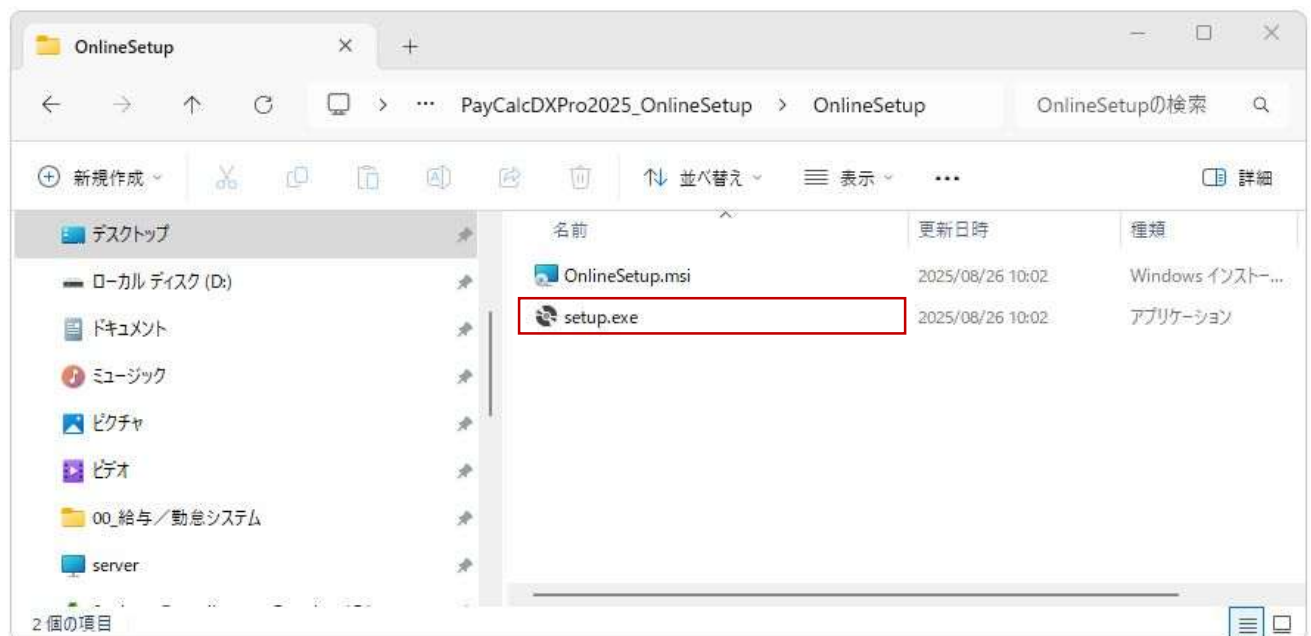 OnlineSetup
PayCalcDXPro2025_OnlineSetup > OnlineSetup
OnlineSetupの検索
新規作成
並べ替え
表示
詳細
デスクトップ
ローカル ディスク (D:)
ドキュメント
ミュージック
ピクチャ
ビデオ
00_給与／勤怠システム
server
名前 更新日時 種類
OnlineSetup.msi 2025/08/26 10:02 Windows インストー...
setup.exe 2025/08/26 10:02 アプリケーション
2 個の項目